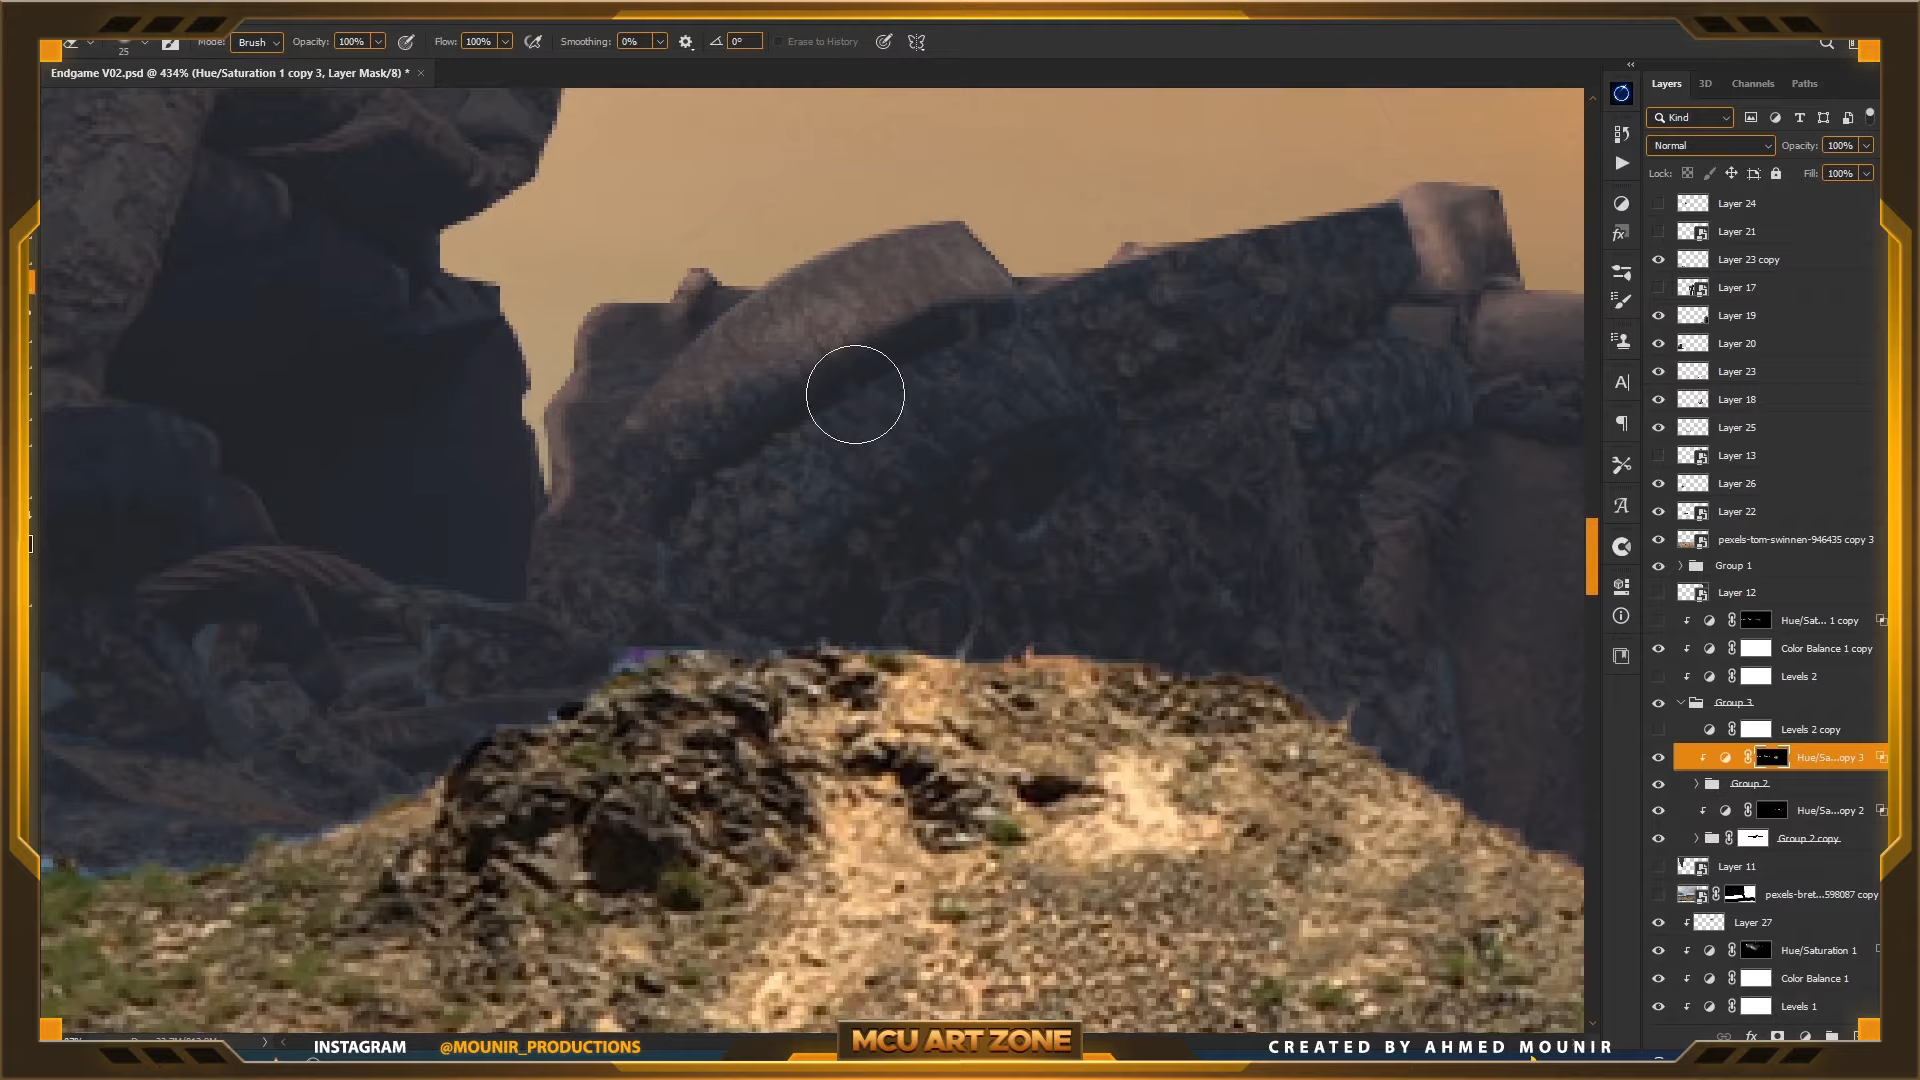 25
Mode: Brush
Opacity: 100%
Flow: 100%
Smoothing: 0%
0°
Erase to History
Endgame V02.psd @ 434% (Hue/Saturation 1 copy 3, Layer Mask/8) *
Layers
3D
Channels
Paths
Kind
Normal
Opacity: 100%
Lock:
Fill: 100%
Layer 24
Layer 21
Layer 23 copy
Layer 17
Layer 19
Layer 20
Layer 23
Layer 18
Layer 25
Layer 13
Layer 26
Layer 22
pexels-tom-swinnen-946435 copy 3
Group 1
Layer 12
Hue/Sat... 1 copy
Color Balance 1 copy
Levels 2
Group 3
Levels 2 copy
Hue/Sa...opy 3
Group 2
Hue/Sa...opy 2
Group 2 copy
Layer 11
pexels-bret...598087 copy
Layer 27
Hue/Saturation 1
Color Balance 1
Levels 1
INSTAGRAM @MOUNIR_PRODUCTIONS
MCU ART ZONE
CREATED BY AHMED MOUNIR